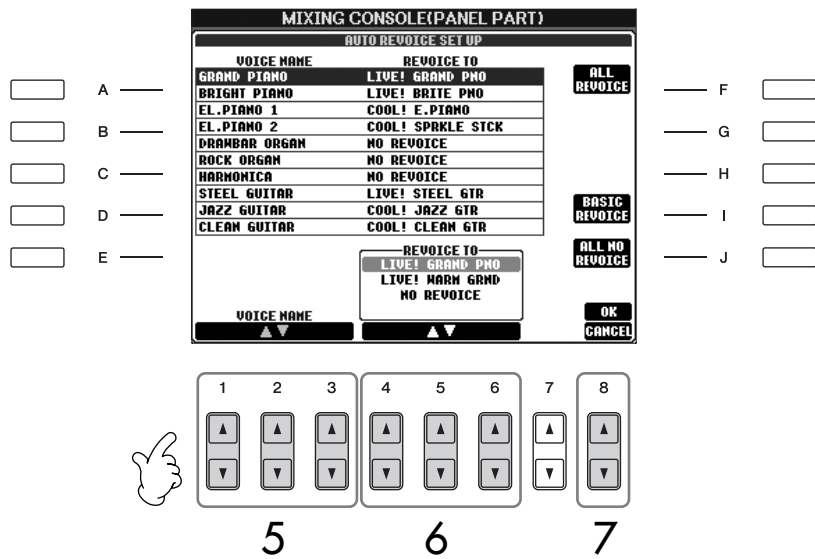 MIXING CONSOLE(PANEL PART)
AUTO REVOICE SET UP
VOICE NAME REVOICE TO
GRAND PIANO LIVE! GRAND PNO
BRIGHT PIANO LIVE! BRITE PNO
EL.PIANO 1 COOL! E.PIANO
EL.PIANO 2 COOL! SPRKLE STCK
DRAWBAR ORGAN NO REVOICE
ROCK ORGAN NO REVOICE
HARMONICA NO REVOICE
STEEL GUITAR LIVE! STEEL GTR
JAZZ GUITAR COOL! JAZZ GTR
CLEAN GUITAR COOL! CLEAN GTR
ALL
REVOICE
BASIC
REVOICE
ALL NO
REVOICE
REVOICE TO
LIVE! GRAND PNO
LIVE! WARM GRND
NO REVOICE
VOICE NAME
OK
CANCEL
A
B
C
D
E
F
G
H
I
J
1 2 3 4 5 6 7 8
5 6 7